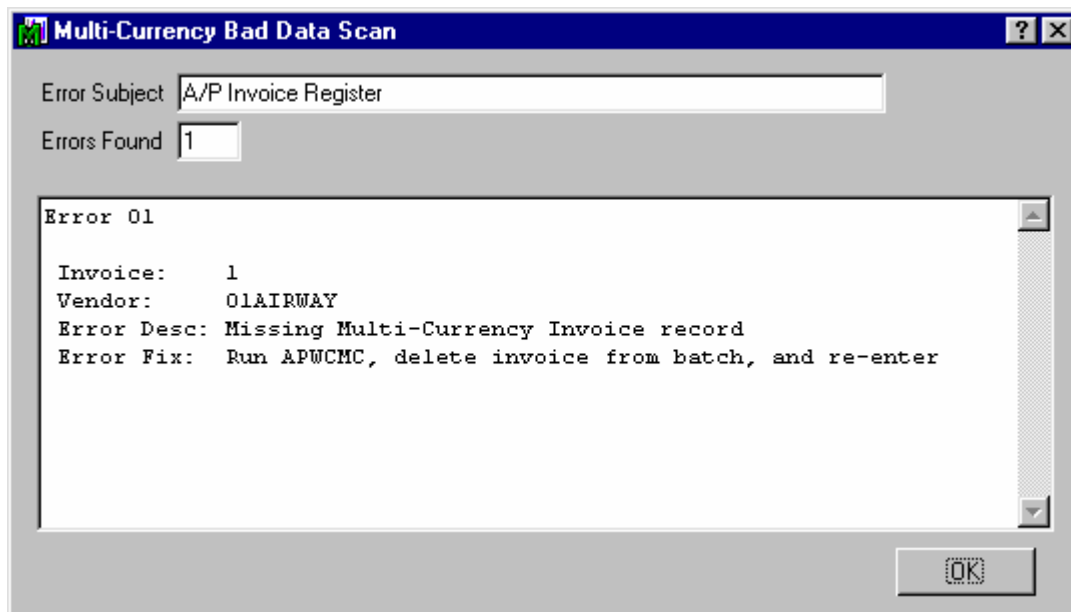 Multi-Currency Bad Data Scan
Error Subject A/P Invoice Register
Errors Found 1
Error 01
Invoice: 1
Vendor: 01AIRWAY
Error Desc: Missing Multi-Currency Invoice record
Error Fix: Run APWCMC, delete invoice from batch, and re-enter
OK